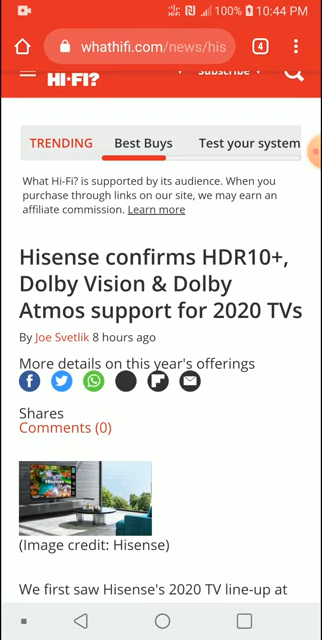 100% 10:44 PM
whathifi.com/news/his
4
HI-FI?
Subscribe
TRENDING Best Buys Test your system
What Hi-Fi? is supported by its audience. When you
purchase through links on our site, we may earn an
affiliate commission. Learn more
Hisense confirms HDR10+,
Dolby Vision & Dolby
Atmos support for 2020 TVs
By Joe Svetlik 8 hours ago
More details on this year's offerings
Shares
Comments (0)
Hisense
(Image credit: Hisense)
We first saw Hisense's 2020 TV line-up at